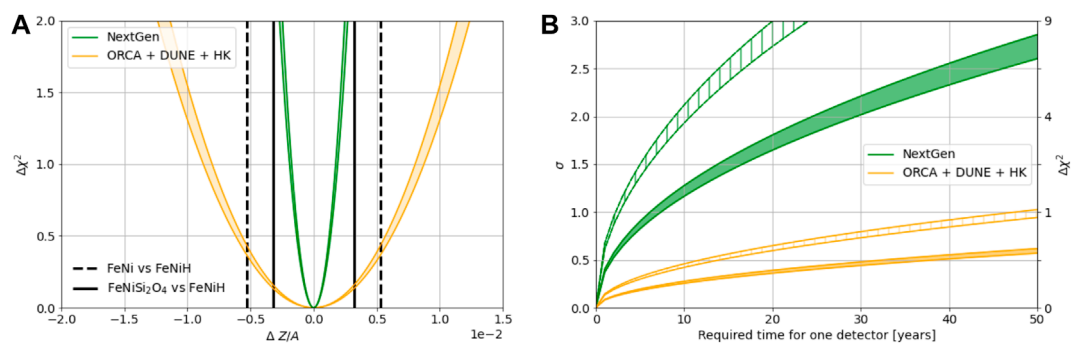 A
2.0
1.5
1.0
0.5
0.0
Δχ²
NextGen
ORCA + DUNE + HK
FeNi vs FeNiH
FeNiSi₂O₄ vs FeNiH
−2.0 −1.5 −1.0 −0.5 0.0 0.5 1.0 1.5
1e−2
Δ Z/A
B
3.0
2.5
2.0
1.5
1.0
0.5
0.0
σ
NextGen
ORCA + DUNE + HK
0 10 20 30 40 50
Required time for one detector [years]
9
4
1
0
Δχ²